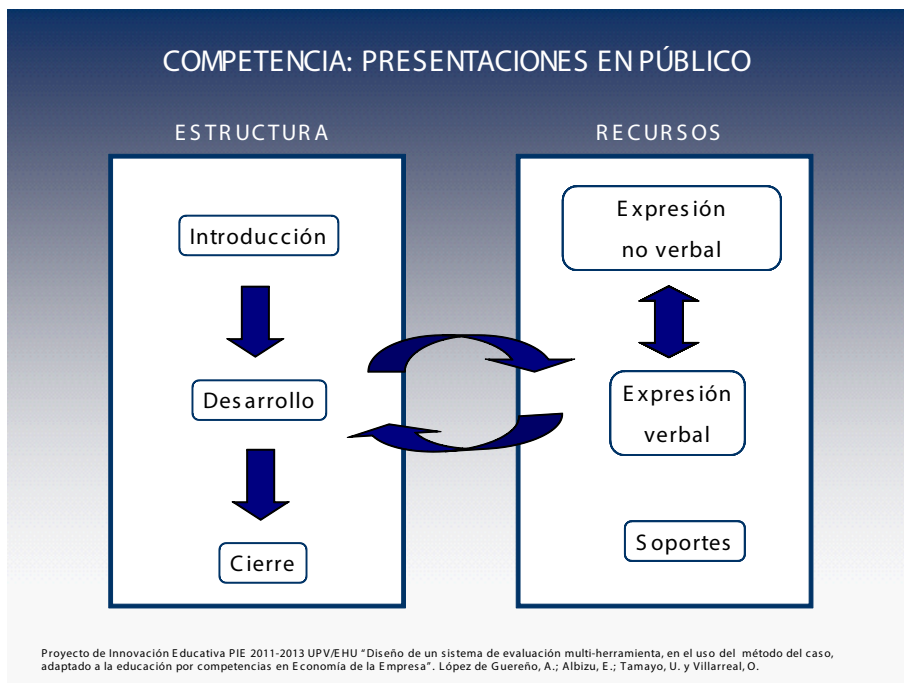 COMPETENCIA: PRESENTACIONES EN PÚBLICO
ESTRUCTURA
Introducción
Desarrollo
Cierre
RECURSOS
Expresión
no verbal
Expresión
verbal
Soportes
Proyecto de Innovación Educativa PIE 2011-2013 UPV/EHU “Diseño de un sistema de evaluación multi-herramienta, en el uso del método del caso,
adaptado a la educación por competencias en Economía de la Empresa”. López de Guereño, A.; Albizu, E.; Tamayo, U. y Villarreal, O.